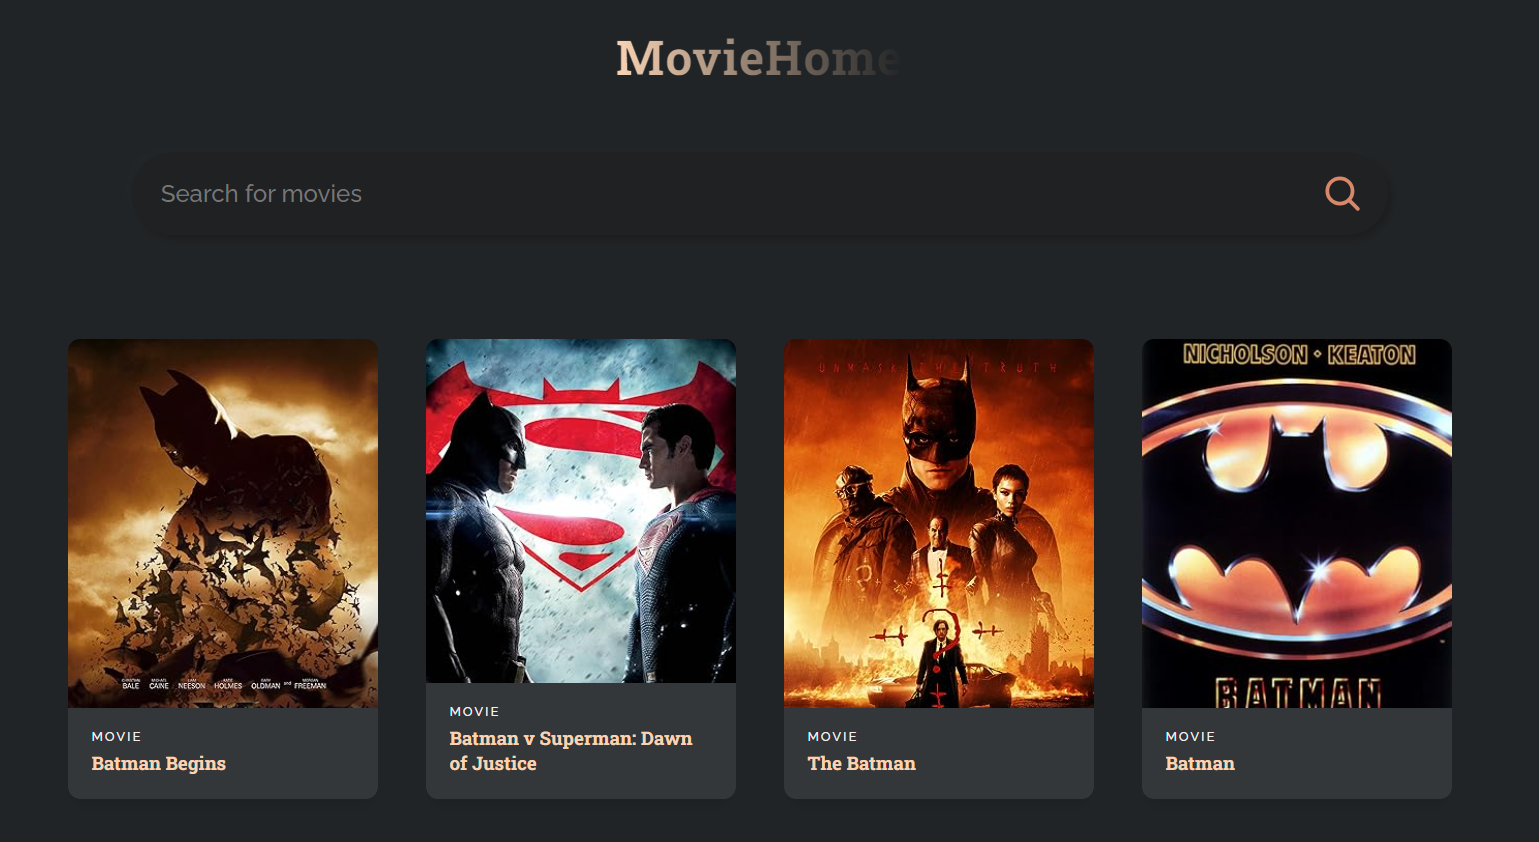 MovieHome
Search for movies
NICHOLSON • KEATON
UNMASK THE TRUTH
BALE CAINE NEESON HOLMES OLDMAN and FREEMAN
BATMAN
MOVIE
Batman Begins
MOVIE
Batman v Superman: Dawn
of Justice
MOVIE
The Batman
MOVIE
Batman